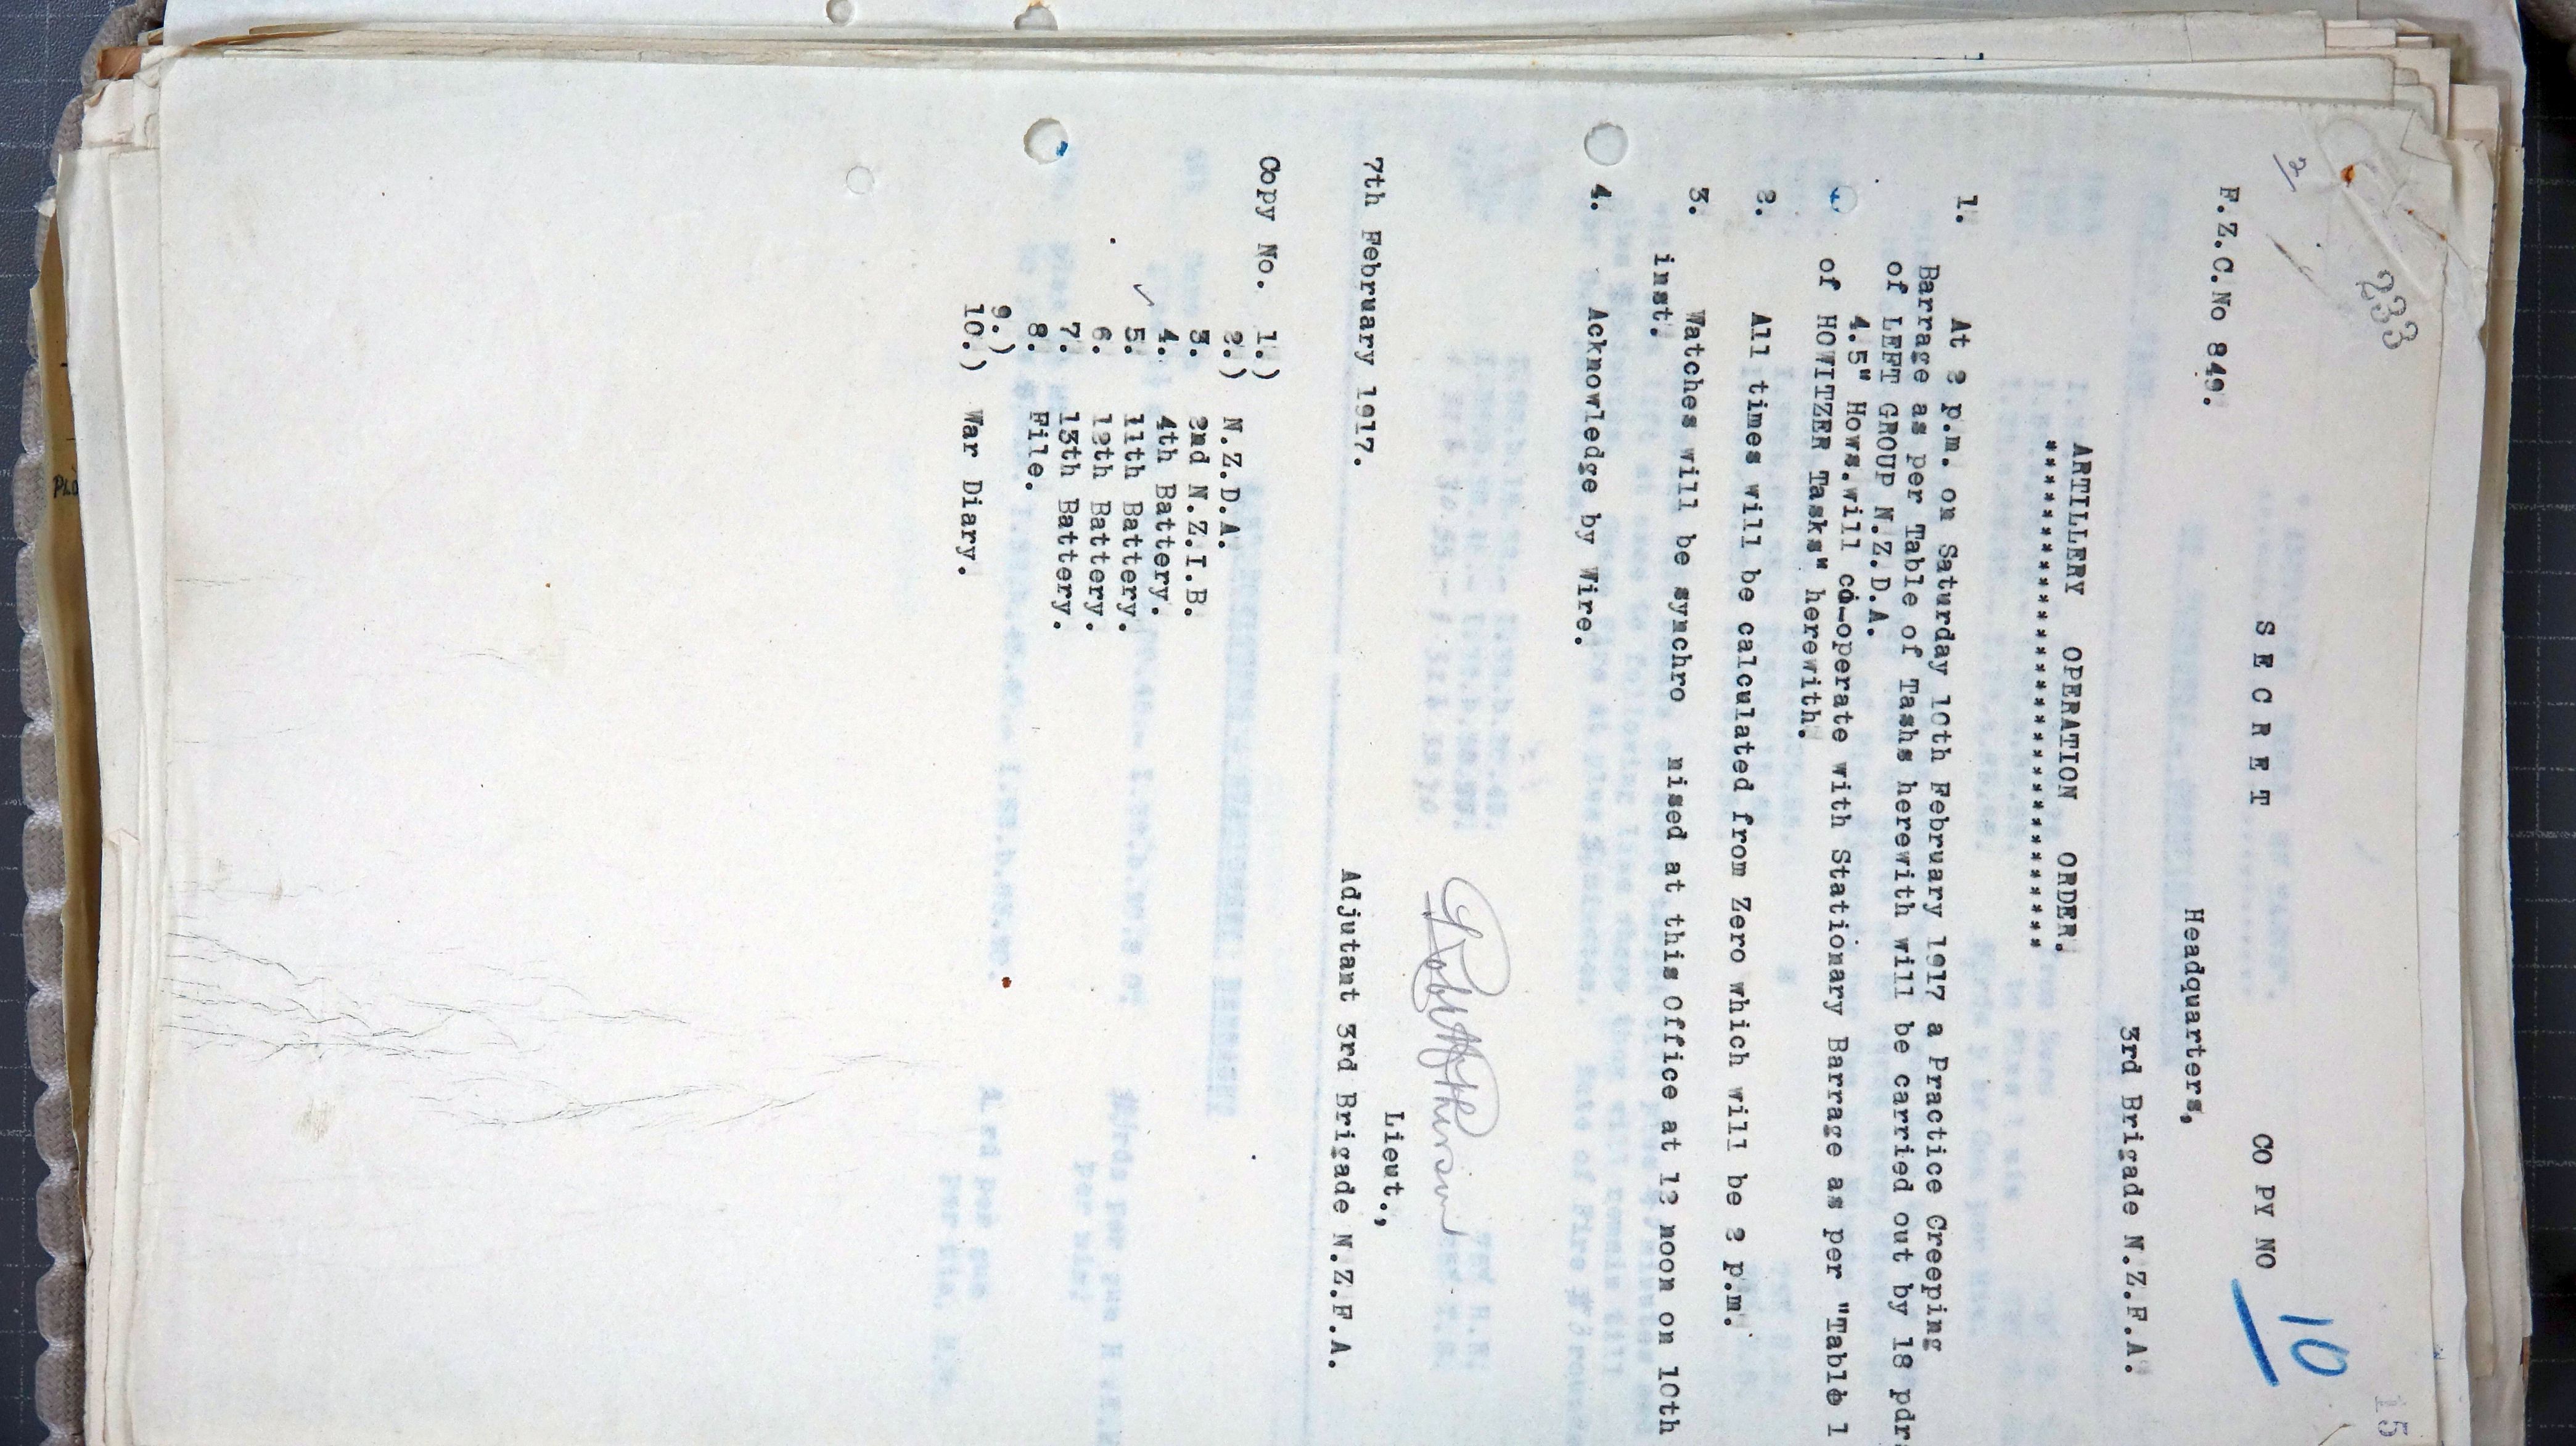 233
2/
15
SECRET CO PY NO 10
F.Z.C.No 849.
Headquarters,
3rd Brigade N.Z.F.A.
ARTILLERY OPERATION ORDER.
**************************
1. At 2 p.m. on Saturday 10th February 1917 a Practice Creeping
Barrage as per Table of Tashs herewith will be carried out by 18 pdrs
of LEFT GROUP N.Z.D.A.
4.5" Hows.will co-operate with Stationary Barrage as per "Table 1
of HOWITZER Tasks" herewith.
2. All times will be calculated from Zero which will be 2 p.m.
3. Watches will be synchro nised at this Office at 12 noon on 10th
inst.
4. Acknowledge by Wire.
Lieut.,
7th February 1917. Adjutant 3rd Brigade N.Z.F.A.
Copy No. 1.)
2.) N.Z.D.A.
3. 2nd N.Z.I.B.
4. 4th Battery.
5. 11th Battery.
6. 12th Battery.
7. 13th Battery.
8. File.
9.)
10.) War Diary.